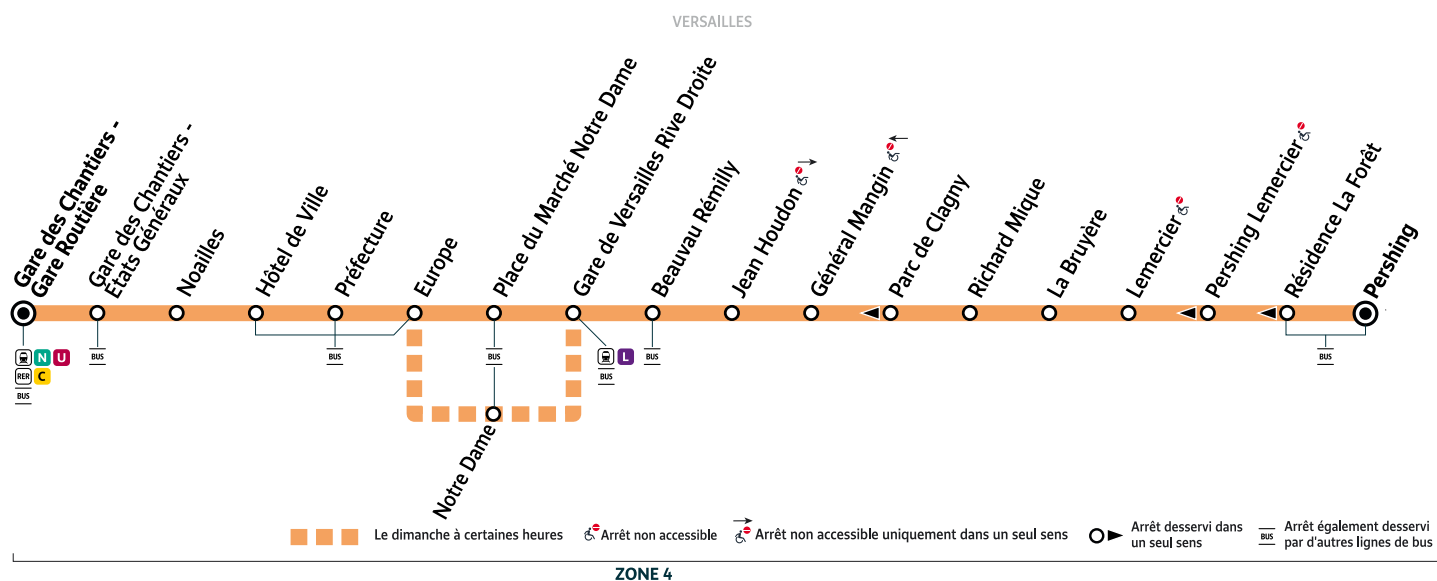 VERSAILLES
Gare des Chantiers -
Gare Routière
Gare des Chantiers -
États Généraux
Noailles
Hôtel de Ville
Préfecture
Europe
Place du Marché Notre Dame
Gare de Versailles Rive Droite
Beauvau Rémilly
Jean Houdon
Général Mangin
Parc de Clagny
Richard Mique
La Bruyère
Lemercier
Pershing Lemercier
Résidence La Forêt
Pershing
N U
RER C
BUS
BUS
BUS
BUS
L
BUS
BUS
BUS
Notre Dame
Le dimanche à certaines heures
Arrêt non accessible
Arrêt non accessible uniquement dans un seul sens
Arrêt desservi dans
un seul sens
BUS
Arrêt également desservi
par d'autres lignes de bus
ZONE 4